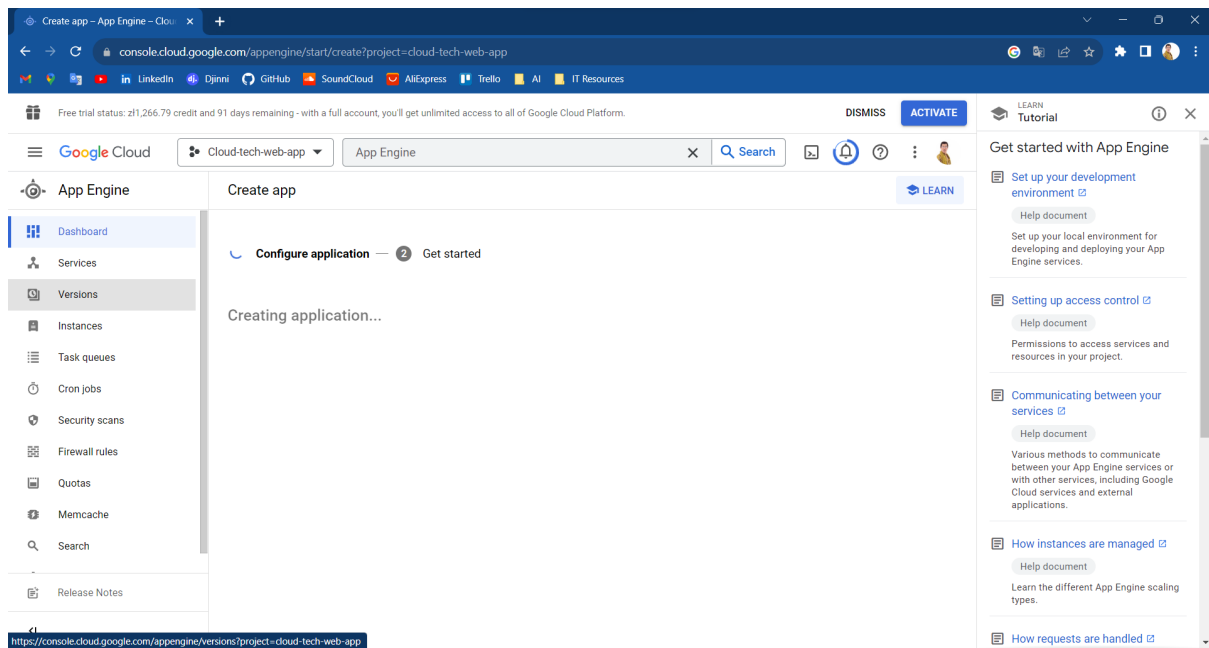 Create app – App Engine – Clou
console.cloud.google.com/appengine/start/create?project=cloud-tech-web-app
LinkedIn Djinni GitHub SoundCloud AliExpress Trello AI IT Resources
Free trial status: zł1,266.79 credit and 91 days remaining - with a full account, you'll get unlimited access to all of Google Cloud Platform.
DISMISS
ACTIVATE
Google Cloud
Cloud-tech-web-app
App Engine
Search
App Engine
Create app
LEARN
Dashboard
Services
Versions
Instances
Task queues
Cron jobs
Security scans
Firewall rules
Quotas
Memcache
Search
Release Notes
Configure application — 2 Get started
Creating application...
LEARN
Tutorial
Get started with App Engine
Set up your development
environment
Help document
Set up your local environment for
developing and deploying your App
Engine services.
Setting up access control
Help document
Permissions to access services and
resources in your project.
Communicating between your
services
Help document
Various methods to communicate
between your App Engine services or
with other services, including Google
Cloud services and external
applications.
How instances are managed
Help document
Learn the different App Engine scaling
types.
How requests are handled
https://console.cloud.google.com/appengine/versions?project=cloud-tech-web-app